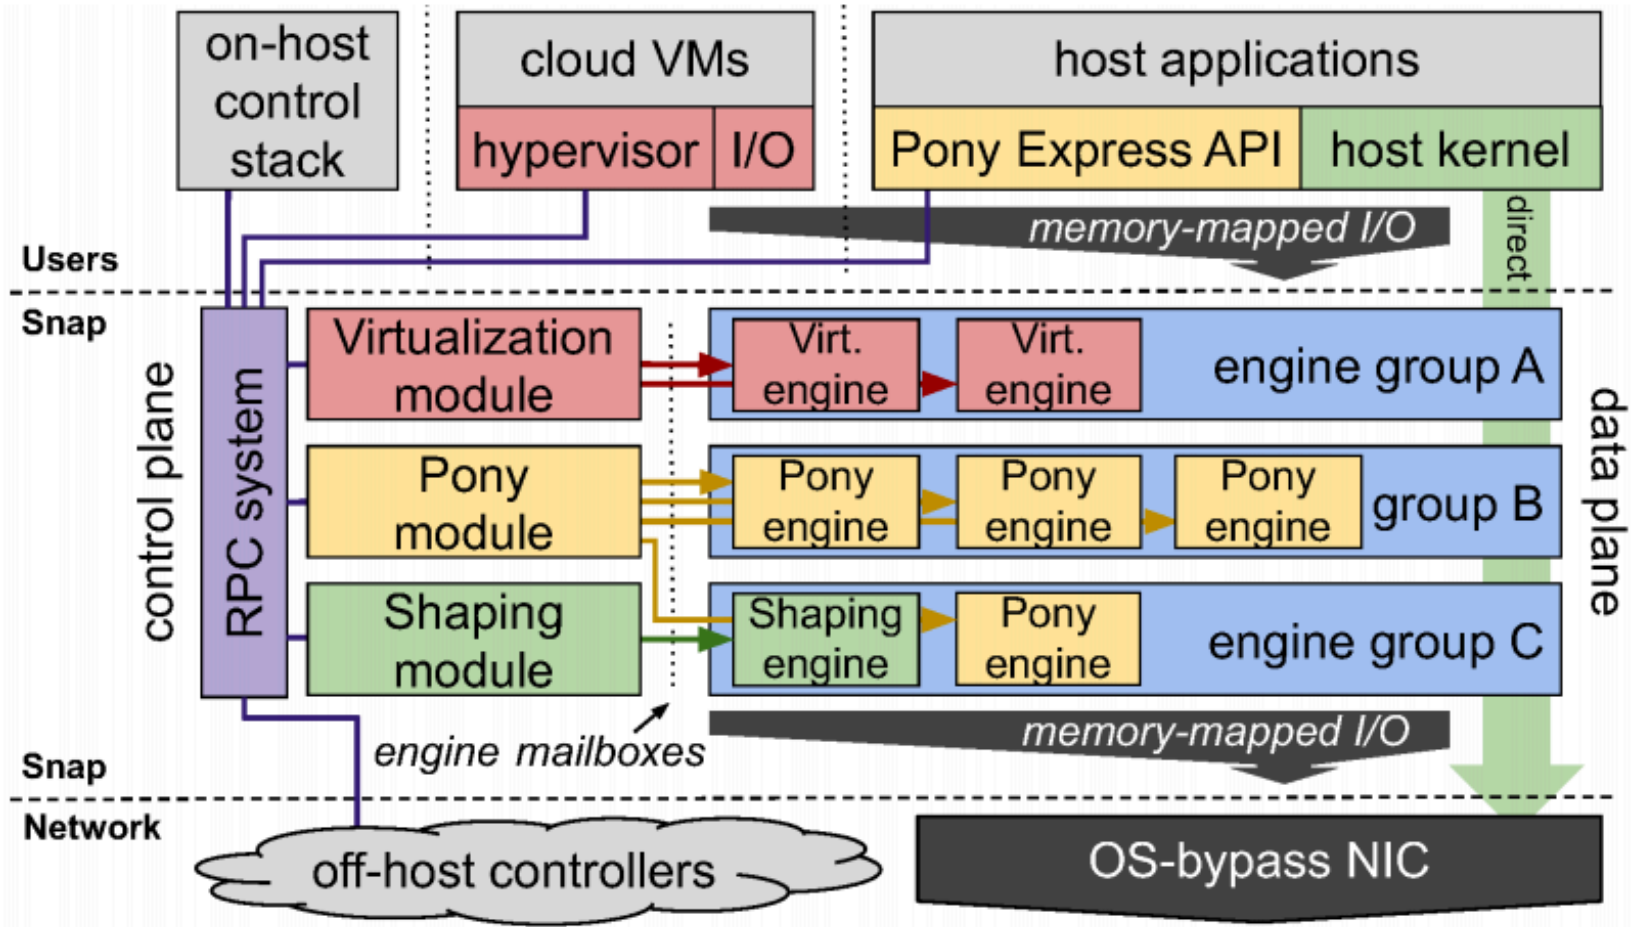 on-host
control
stack
cloud VMs
hypervisor
I/O
host applications
Pony Express API
host kernel
memory-mapped I/O
direct
Users
Snap
control plane
RPC system
Virtualization
module
Virt.
engine
Virt.
engine
engine group A
Pony
module
Pony
engine
Pony
engine
Pony
engine
group B
Shaping
module
Shaping
engine
Pony
engine
engine group C
data plane
engine mailboxes
memory-mapped I/O
Snap
Network
off-host controllers
OS-bypass NIC